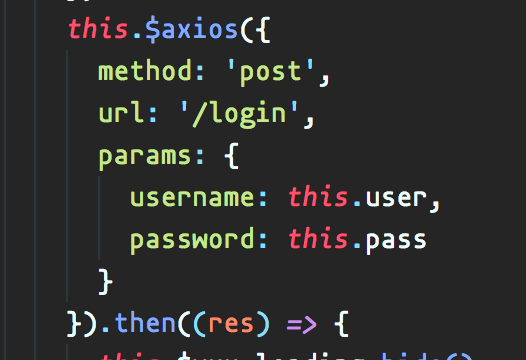 this.$axios({
method: 'post',
url: '/login',
params: {
username: this.user,
password: this.pass
}
}).then((res) => {